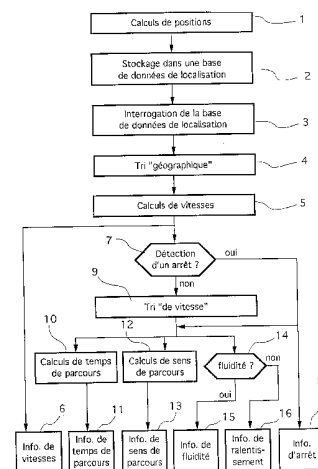 Calculs de positions
1
Stockage dans une base
de données de localisation
2
Interrogation de la base
de données de localisation
3
Tri "géographique"
4
Calculs de vitesses
5
7
Détection
d'un arrêt ?
oui
non
9
Tri "de vitesse"
10
12
14
Calculs de temps
de parcours
Calculs de sens
de parcours
fluidité ?
non
oui
6
11
13
15
16
Info. de
vitesses
Info. de
temps de
parcours
Info. de
sens de
parcours
Info. de
fluidité
Info. de
ralentis-
sement
Info.
d'arrêt